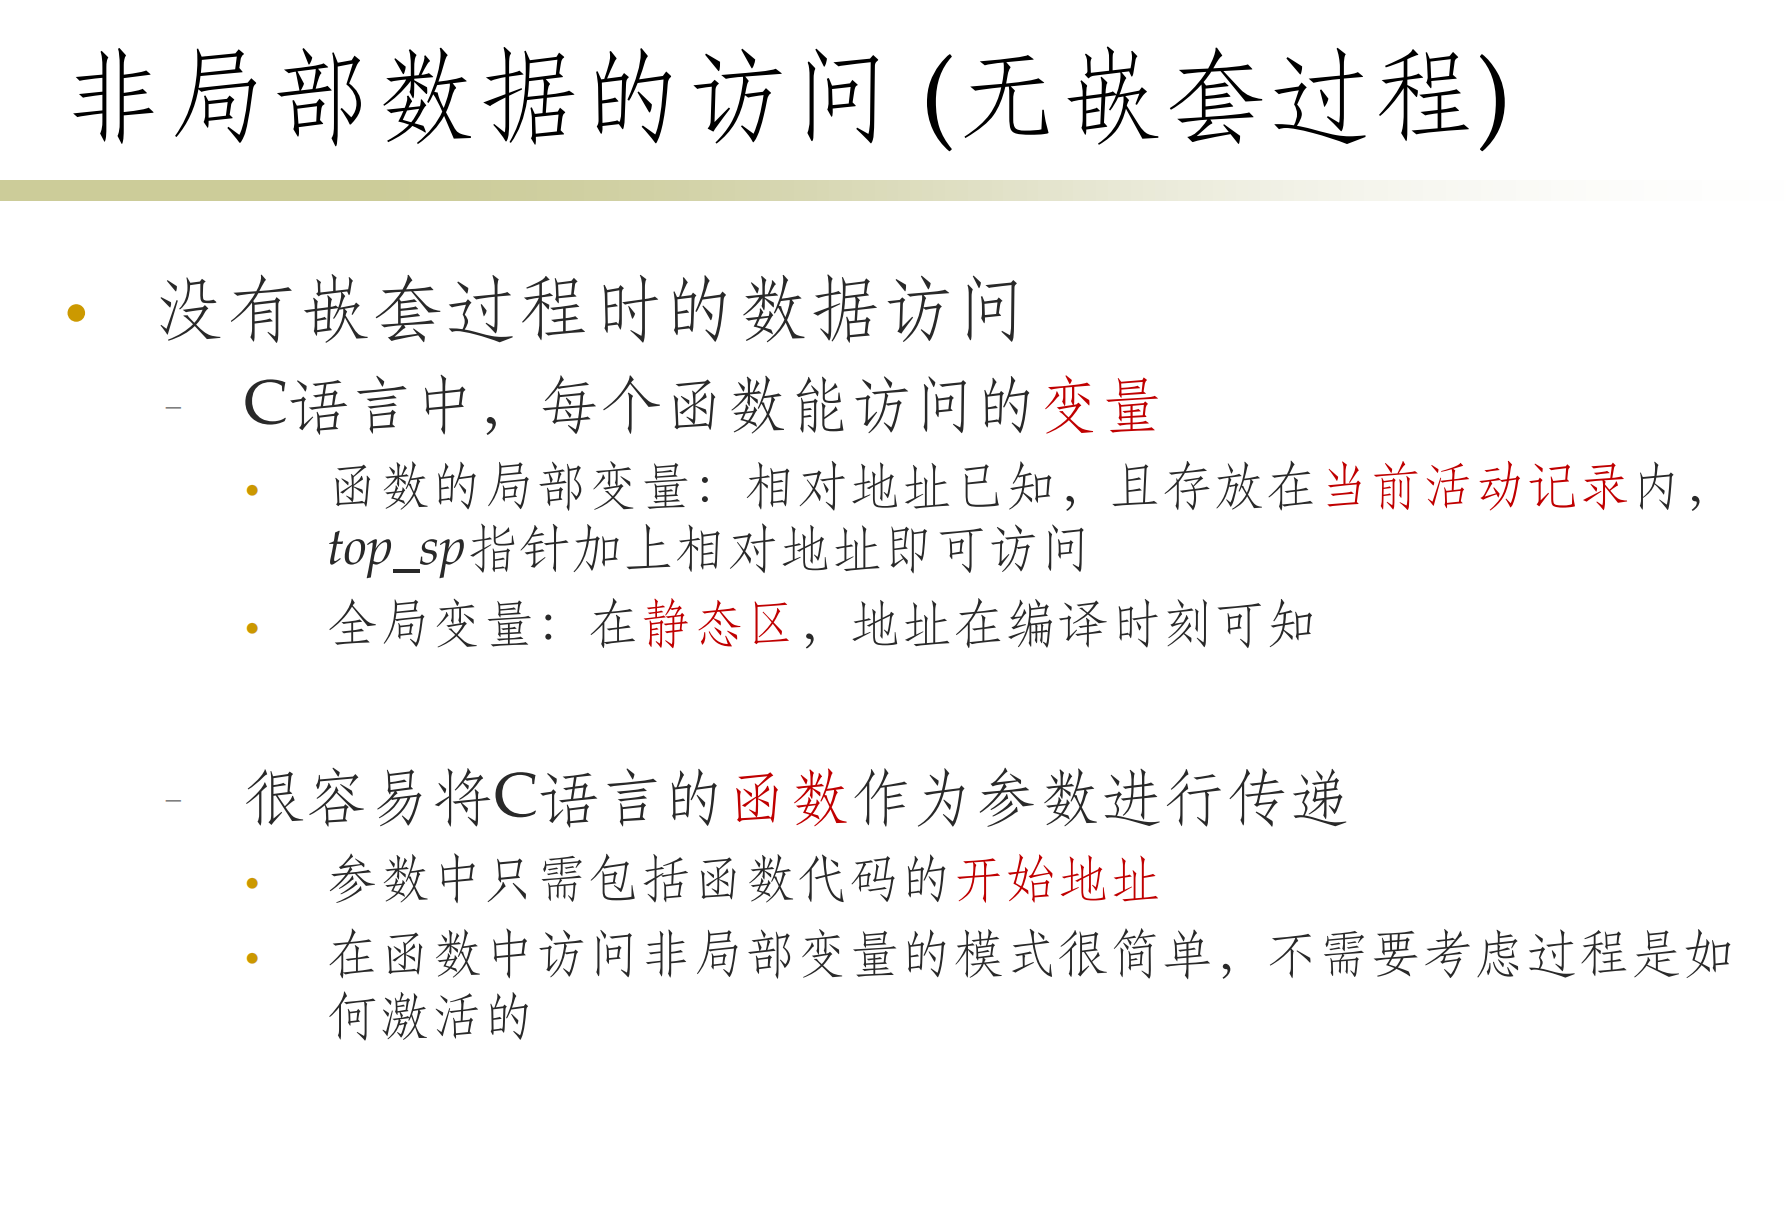 非局部数据的访问 (无嵌套过程)
• 没有嵌套过程时的数据访问
– C语言中，每个函数能访问的变量
• 函数的局部变量：相对地址已知，且存放在当前活动记录内，
top_sp指针加上相对地址即可访问
• 全局变量：在静态区，地址在编译时刻可知
– 很容易将C语言的函数作为参数进行传递
• 参数中只需包括函数代码的开始地址
• 在函数中访问非局部变量的模式很简单，不需要考虑过程是如
何激活的